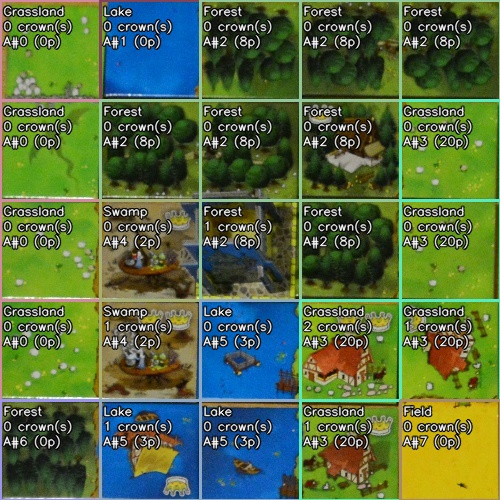 Grassland
0 crown(s)
A#0 (0p)
Lake
0 crown(s)
A#1 (0p)
Forest
0 crown(s)
A#2 (8p)
Forest
0 crown(s)
A#2 (8p)
Forest
0 crown(s)
A#2 (8p)
Grassland
0 crown(s)
A#0 (0p)
Forest
0 crown(s)
A#2 (8p)
Forest
0 crown(s)
A#2 (8p)
Forest
0 crown(s)
A#2 (8p)
Grassland
0 crown(s)
A#3 (20p)
Grassland
0 crown(s)
A#0 (0p)
Swamp
0 crown(s)
A#4 (2p)
Forest
1 crown(s)
A#2 (8p)
Forest
0 crown(s)
A#2 (8p)
Grassland
0 crown(s)
A#3 (20p)
Grassland
0 crown(s)
A#0 (0p)
Swamp
1 crown(s)
A#4 (2p)
Lake
0 crown(s)
A#5 (3p)
Grassland
2 crown(s)
A#3 (20p)
Grassland
1 crown(s)
A#3 (20p)
Forest
0 crown(s)
A#6 (0p)
Lake
1 crown(s)
A#5 (3p)
Lake
0 crown(s)
A#5 (3p)
Grassland
1 crown(s)
A#3 (20p)
Field
0 crown(s)
A#7 (0p)